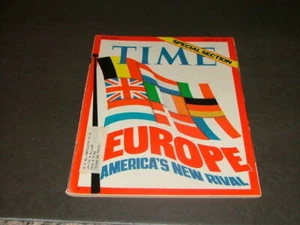 TIME
SPECIAL SECTION
EUROPE
AMERICA'S NEW RIVAL